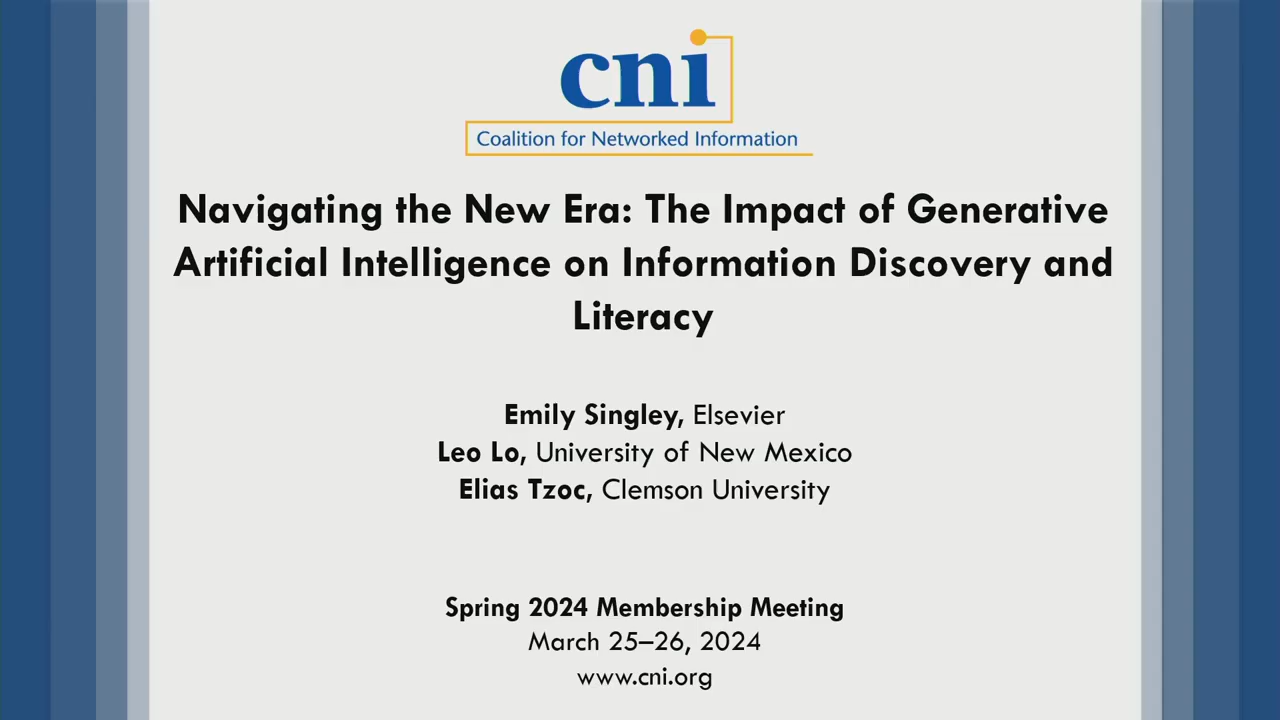 cni
Coalition for Networked Information
Navigating the New Era: The Impact of Generative
Artificial Intelligence on Information Discovery and
Literacy
Emily Singley, Elsevier
Leo Lo, University of New Mexico
Elias Tzoc, Clemson University
Spring 2024 Membership Meeting
March 25–26, 2024
www.cni.org